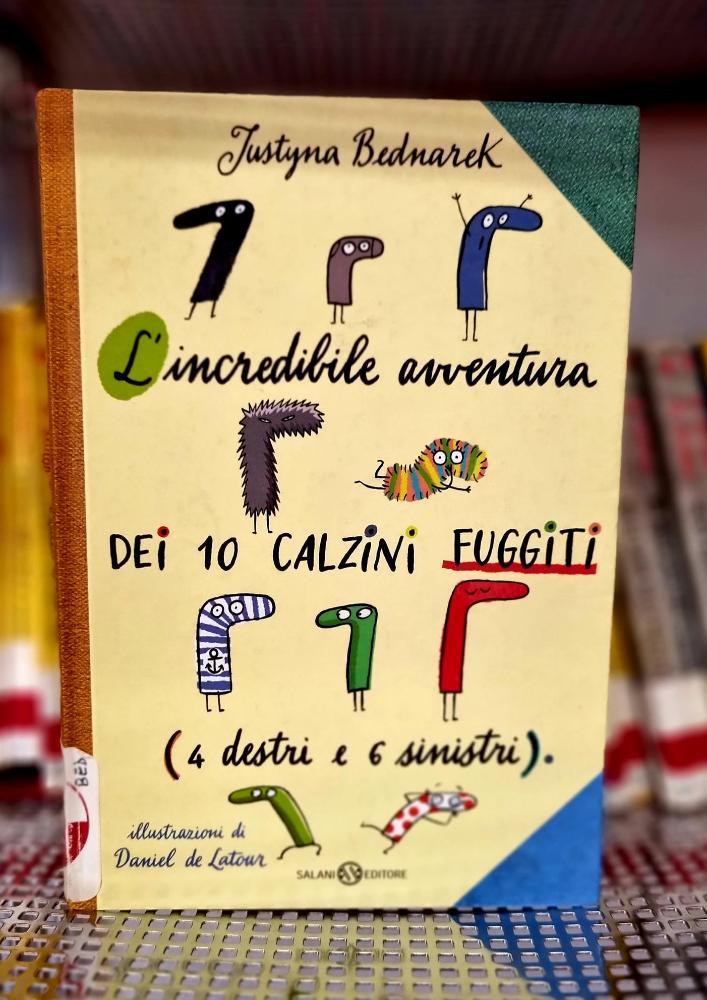 Justyna Bednarek
L'incredibile avventura
DEI 10 CALZINI FUGGITI
(4 destri e 6 sinistri).
illustrazioni di
Daniel de Latour
SALANI EDITORE
BED